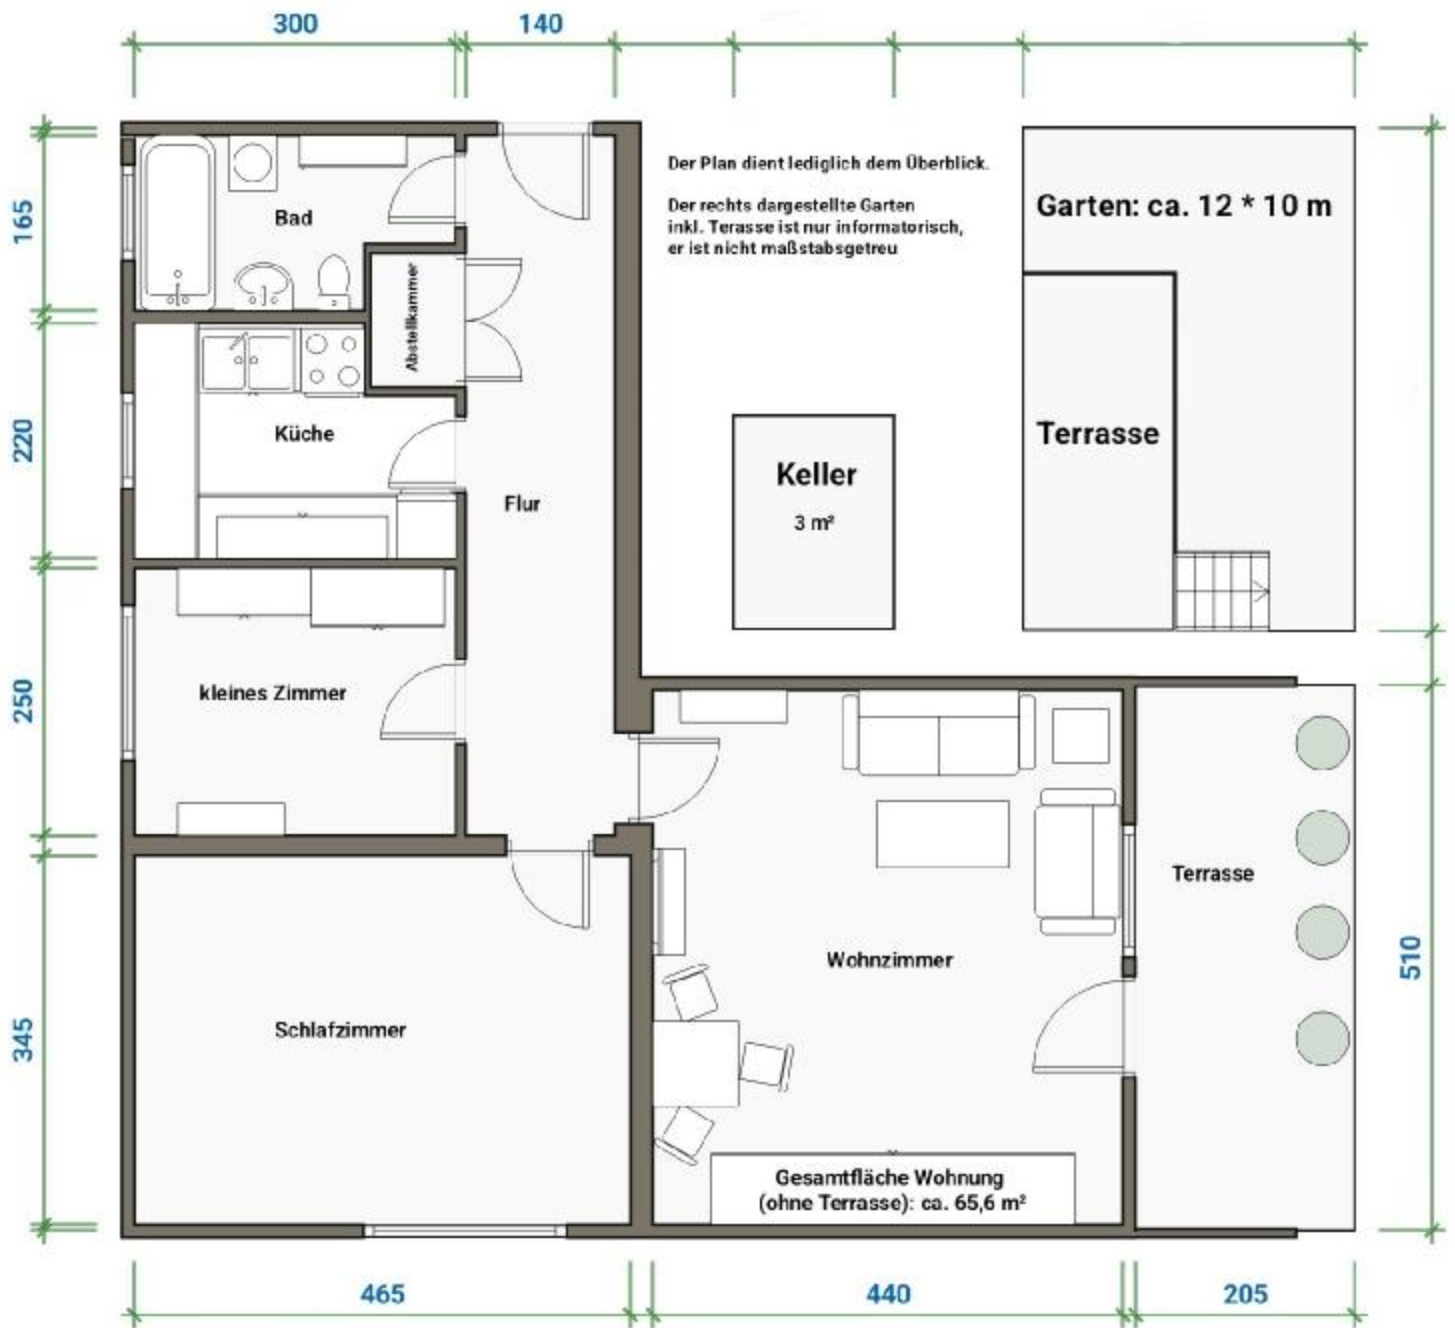 300
140
Der Plan dient lediglich dem Überblick.
Der rechts dargestellte Garten
inkl. Terasse ist nur informatorisch,
er ist nicht maßstabsgetreu
Garten: ca. 12 * 10 m
165
Bad
Abstellkammer
220
Küche
Terrasse
Keller
3 m²
Flur
250
kleines Zimmer
Terrasse
Wohnzimmer
510
345
Schlafzimmer
Gesamtfläche Wohnung
(ohne Terrasse): ca. 65,6 m²
465
440
205